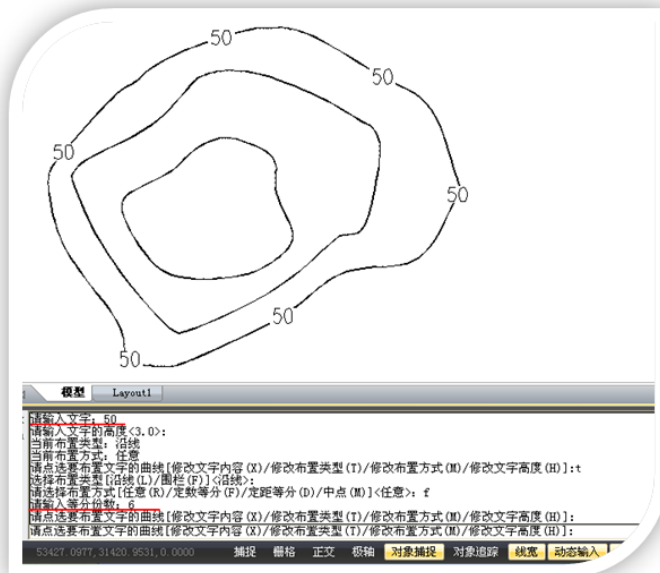 50
50
50
50
50
50
模型 Layout1
请输入文字: 50
请输入文字的高度<3.0>:
当前布置类型: 沿线
当前布置方式: 任意
请点选要布置文字的曲线[修改文字内容(X)/修改布置类型(T)/修改布置方式(M)/修改文字高度(H)]:t
选择布置类型[沿线(L)/围栏(F)]<沿线>:
请选择布置方式[任意(R)/定数等分(F)/定距等分(D)/中点(M)]<任意>: f
请输入等分份数: 6
请点选要布置文字的曲线[修改文字内容(X)/修改布置类型(T)/修改布置方式(M)/修改文字高度(H)]:
请点选要布置文字的曲线[修改文字内容(X)/修改布置类型(T)/修改布置方式(M)/修改文字高度(H)]:
53427.0977,31420.9531,0.0000 捕捉 栅格 正交 极轴 对象捕捉 对象追踪 线宽 动态输入